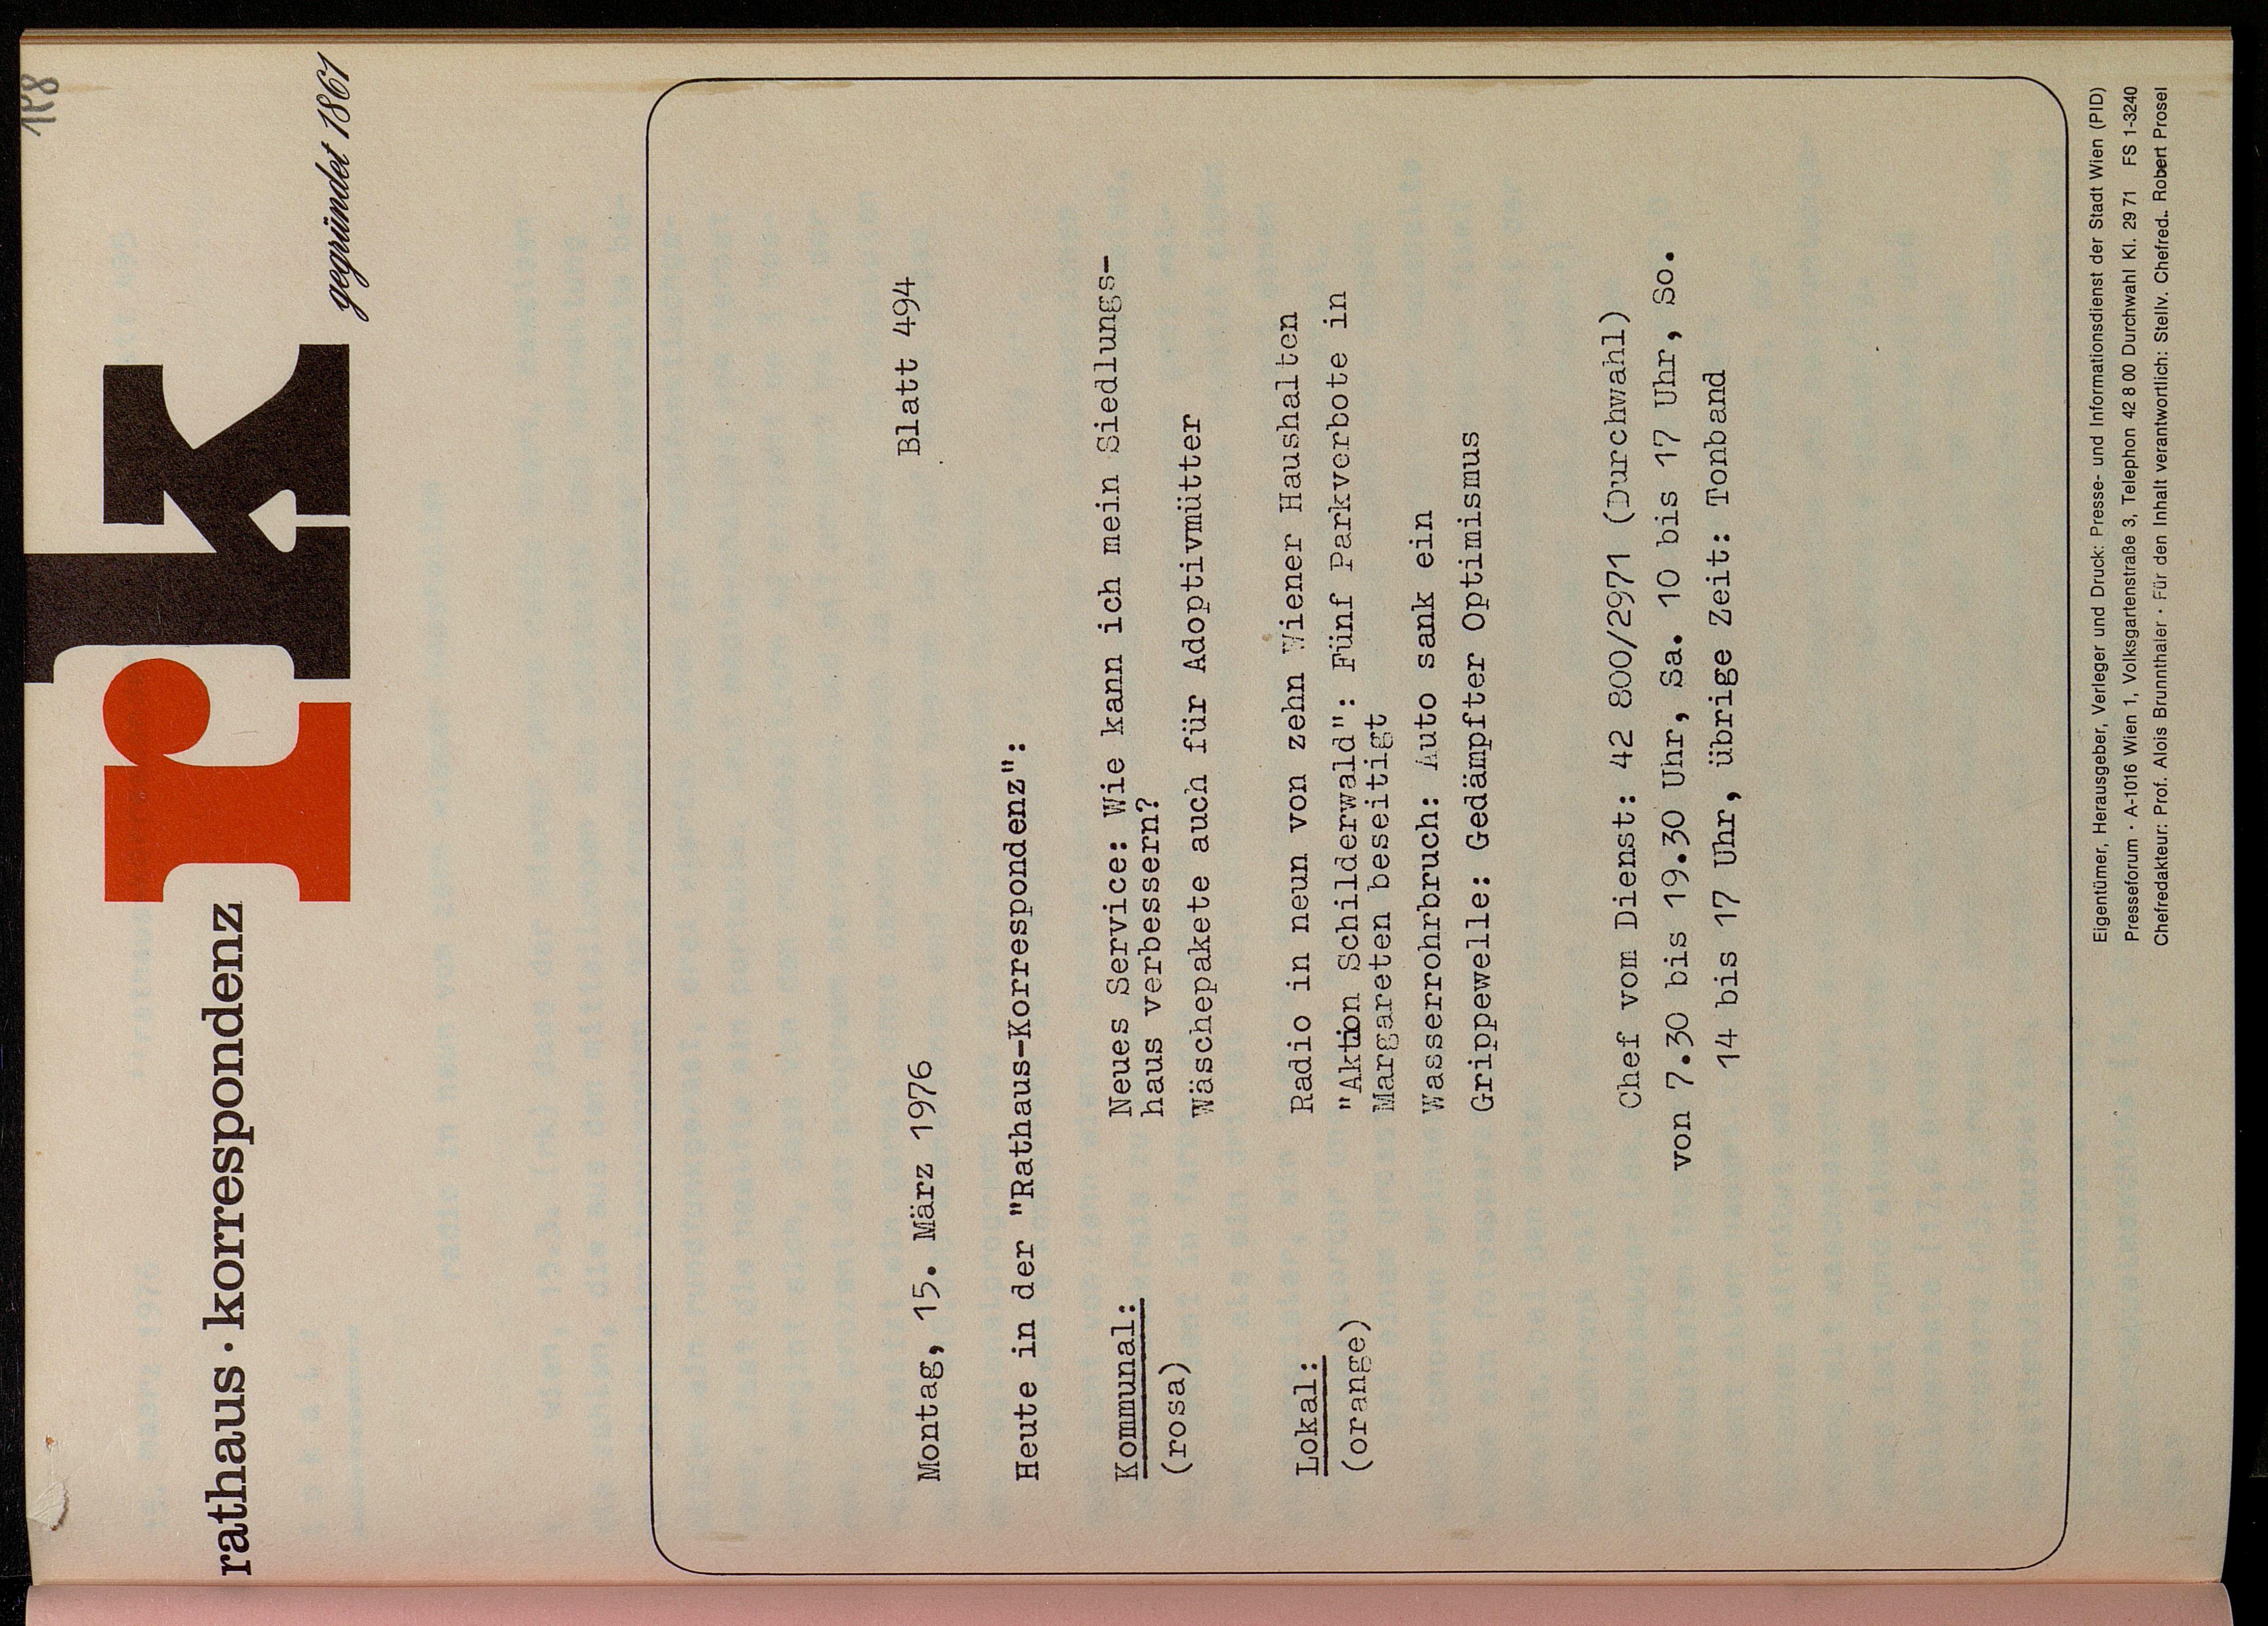 198
rathaus · korrespondenz
rk
gegründet 1861
Montag, 15. März 1976 Blatt 494
Heute in der "Rathaus-Korrespondenz":
Kommunal: Neues Service: Wie kann ich mein Siedlungs-
haus verbessern?
(rosa) Wäschepakete auch für Adoptivmütter
Lokal: Radio in neun von zehn Wiener Haushalten
(orange) "Aktion Schilderwald": Fünf Parkverbote in
Margareten beseitigt
Wasserrohrbruch: Auto sank ein
Grippewelle: Gedämpfter Optimismus
Chef vom Dienst: 42 800/2971 (Durchwahl)
von 7.30 bis 19.30 Uhr, Sa. 10 bis 17 Uhr, So.
14 bis 17 Uhr, übrige Zeit: Tonband
Eigentümer, Herausgeber, Verleger und Druck: Presse- und Informationsdienst der Stadt Wien (PID)
Presseforum · A-1016 Wien 1, Volksgartenstraße 3, Telephon 42 8 00 Durchwahl Kl. 29 71 FS 1-3240
Chefredakteur: Prof. Alois Brunnthaler · Für den Inhalt verantwortlich: Stellv. Chefred. Robert Prosel